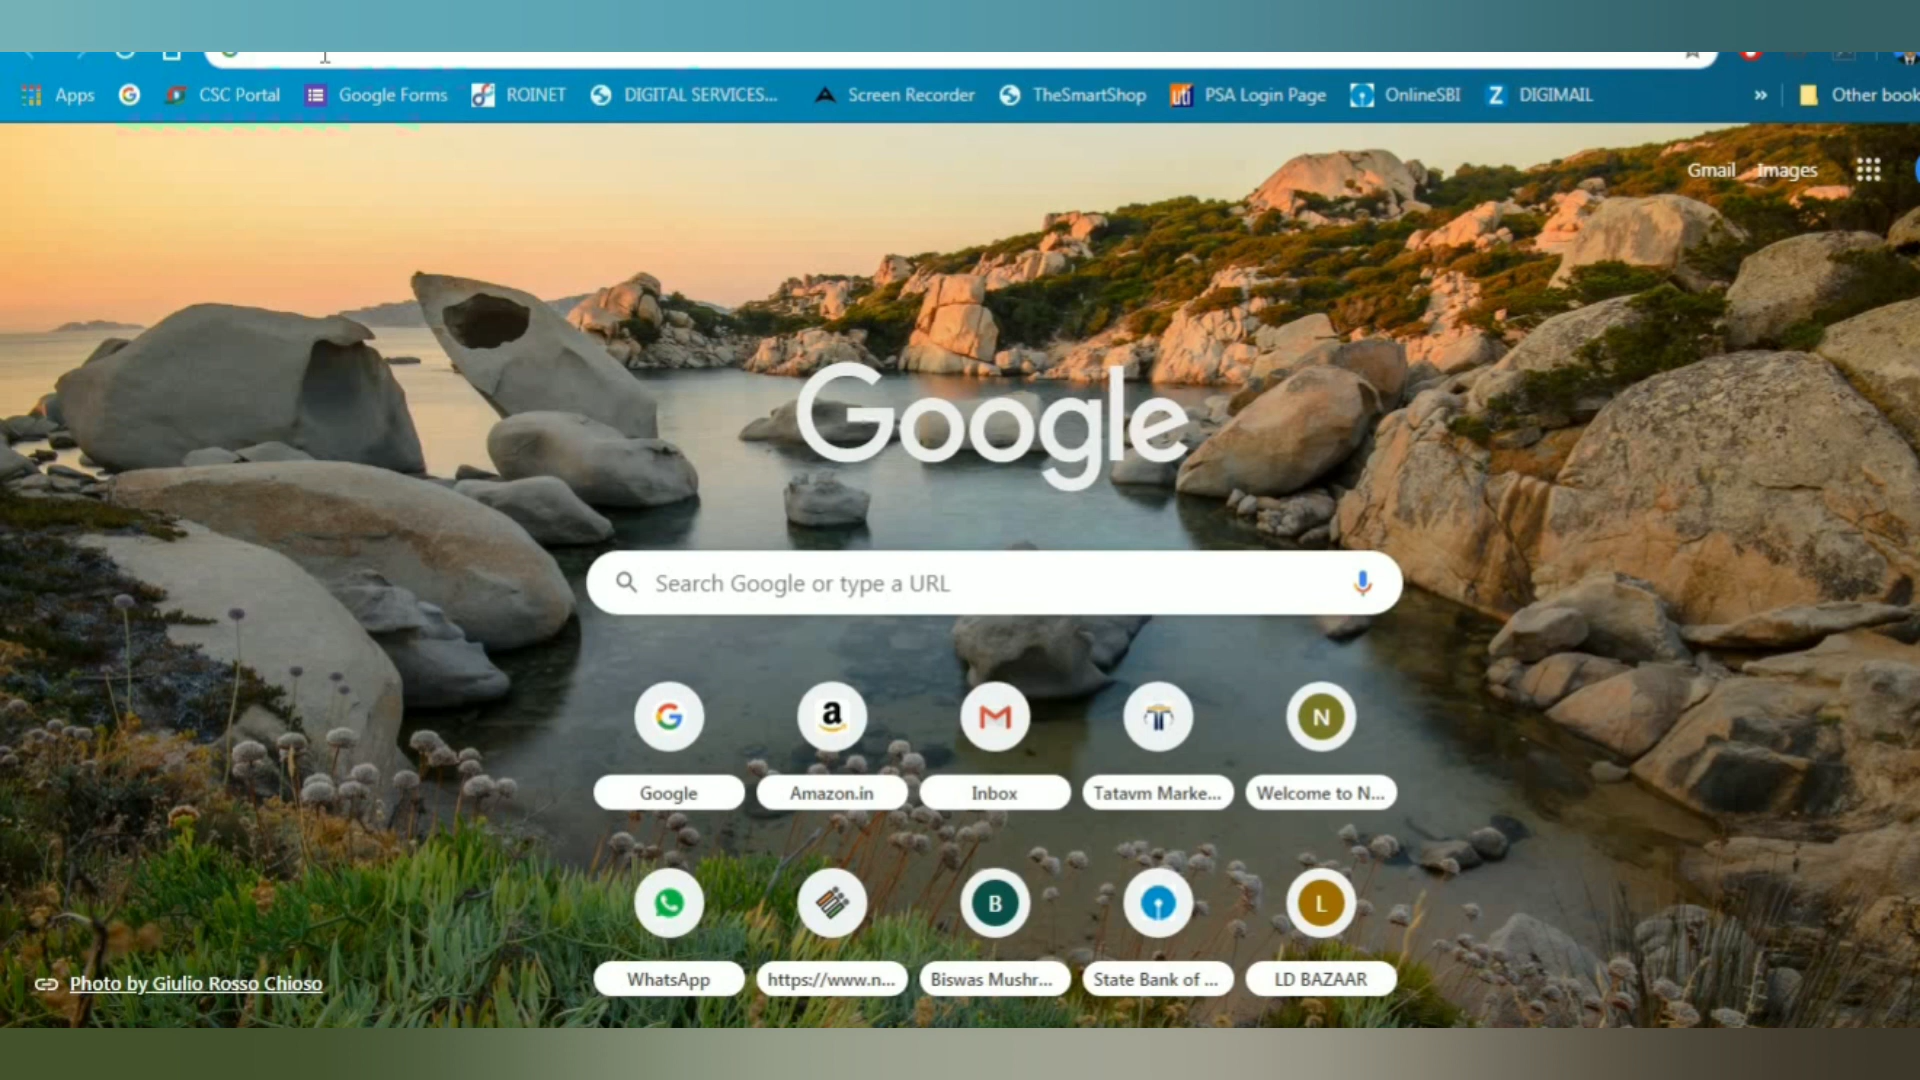 Apps CSC Portal Google Forms ROINET DIGITAL SERVICES... Screen Recorder TheSmartShop uti PSA Login Page OnlineSBI Z DIGIMAIL » Other book
Gmail Images
Google
Search Google or type a URL
N
Google Amazon.in Inbox Tatavm Marke... Welcome to N...
B L
WhatsApp https://www.n... Biswas Mushr... State Bank of ... LD BAZAAR
Photo by Giulio Rosso Chioso